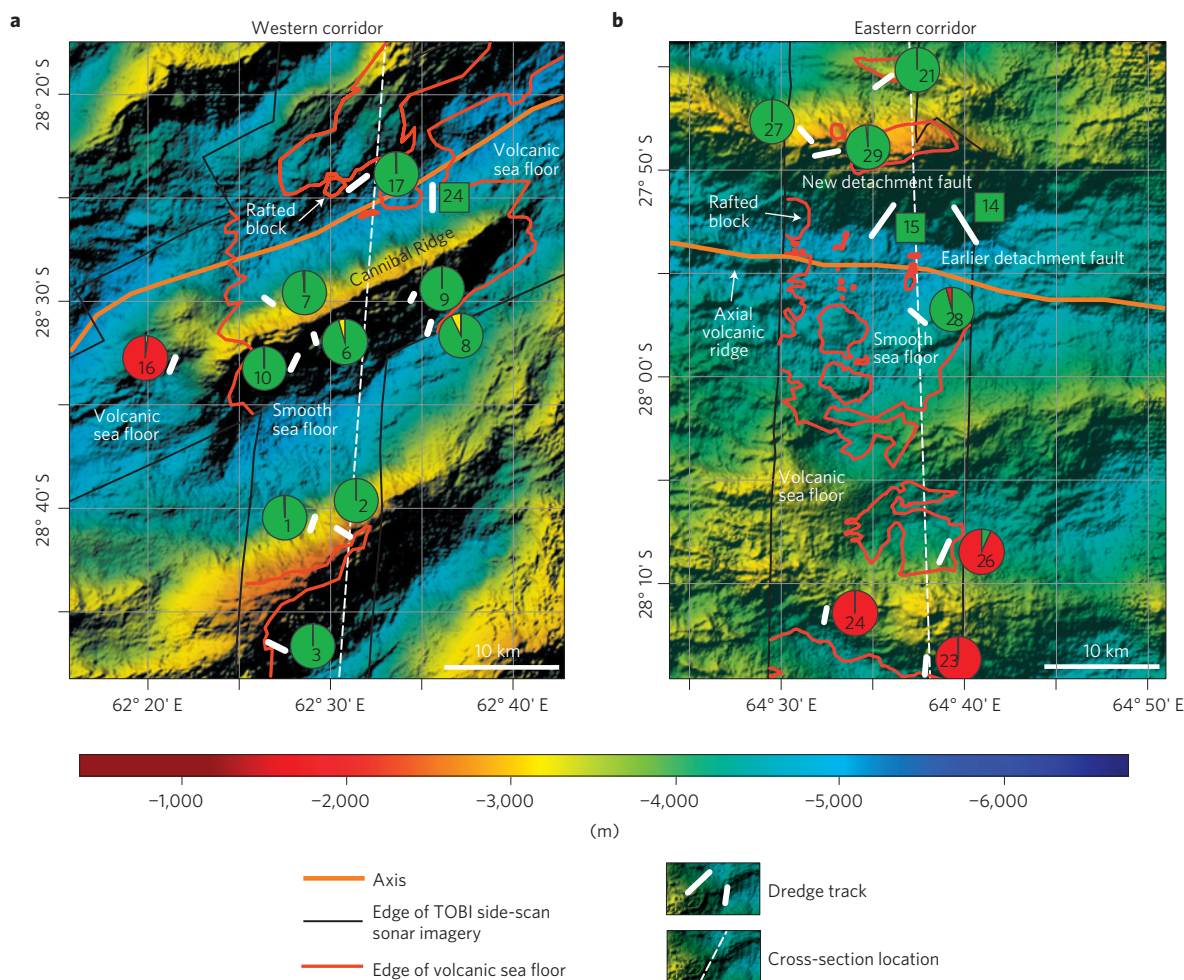 a
Western corridor
28° 20' S
28° 30' S
28° 40' S
Volcanic
sea floor
17
24
Rafted
block
Cannibal Ridge
7
9
6
8
10
16
Volcanic
sea floor
Smooth
sea floor
1
2
3
10 km
62° 20' E
62° 30' E
62° 40' E
b
Eastern corridor
27° 50' S
28° 00' S
28° 10' S
21
27
29
New detachment fault
Rafted
block
14
15
Earlier detachment fault
Axial
volcanic
ridge
28
Smooth
sea floor
Volcanic
sea floor
26
24
23
10 km
64° 30' E
64° 40' E
64° 50' E
−1,000
−2,000
−3,000
−4,000
−5,000
−6,000
(m)
Axis
Edge of TOBI side-scan
sonar imagery
Edge of volcanic sea floor
Dredge track
Cross-section location